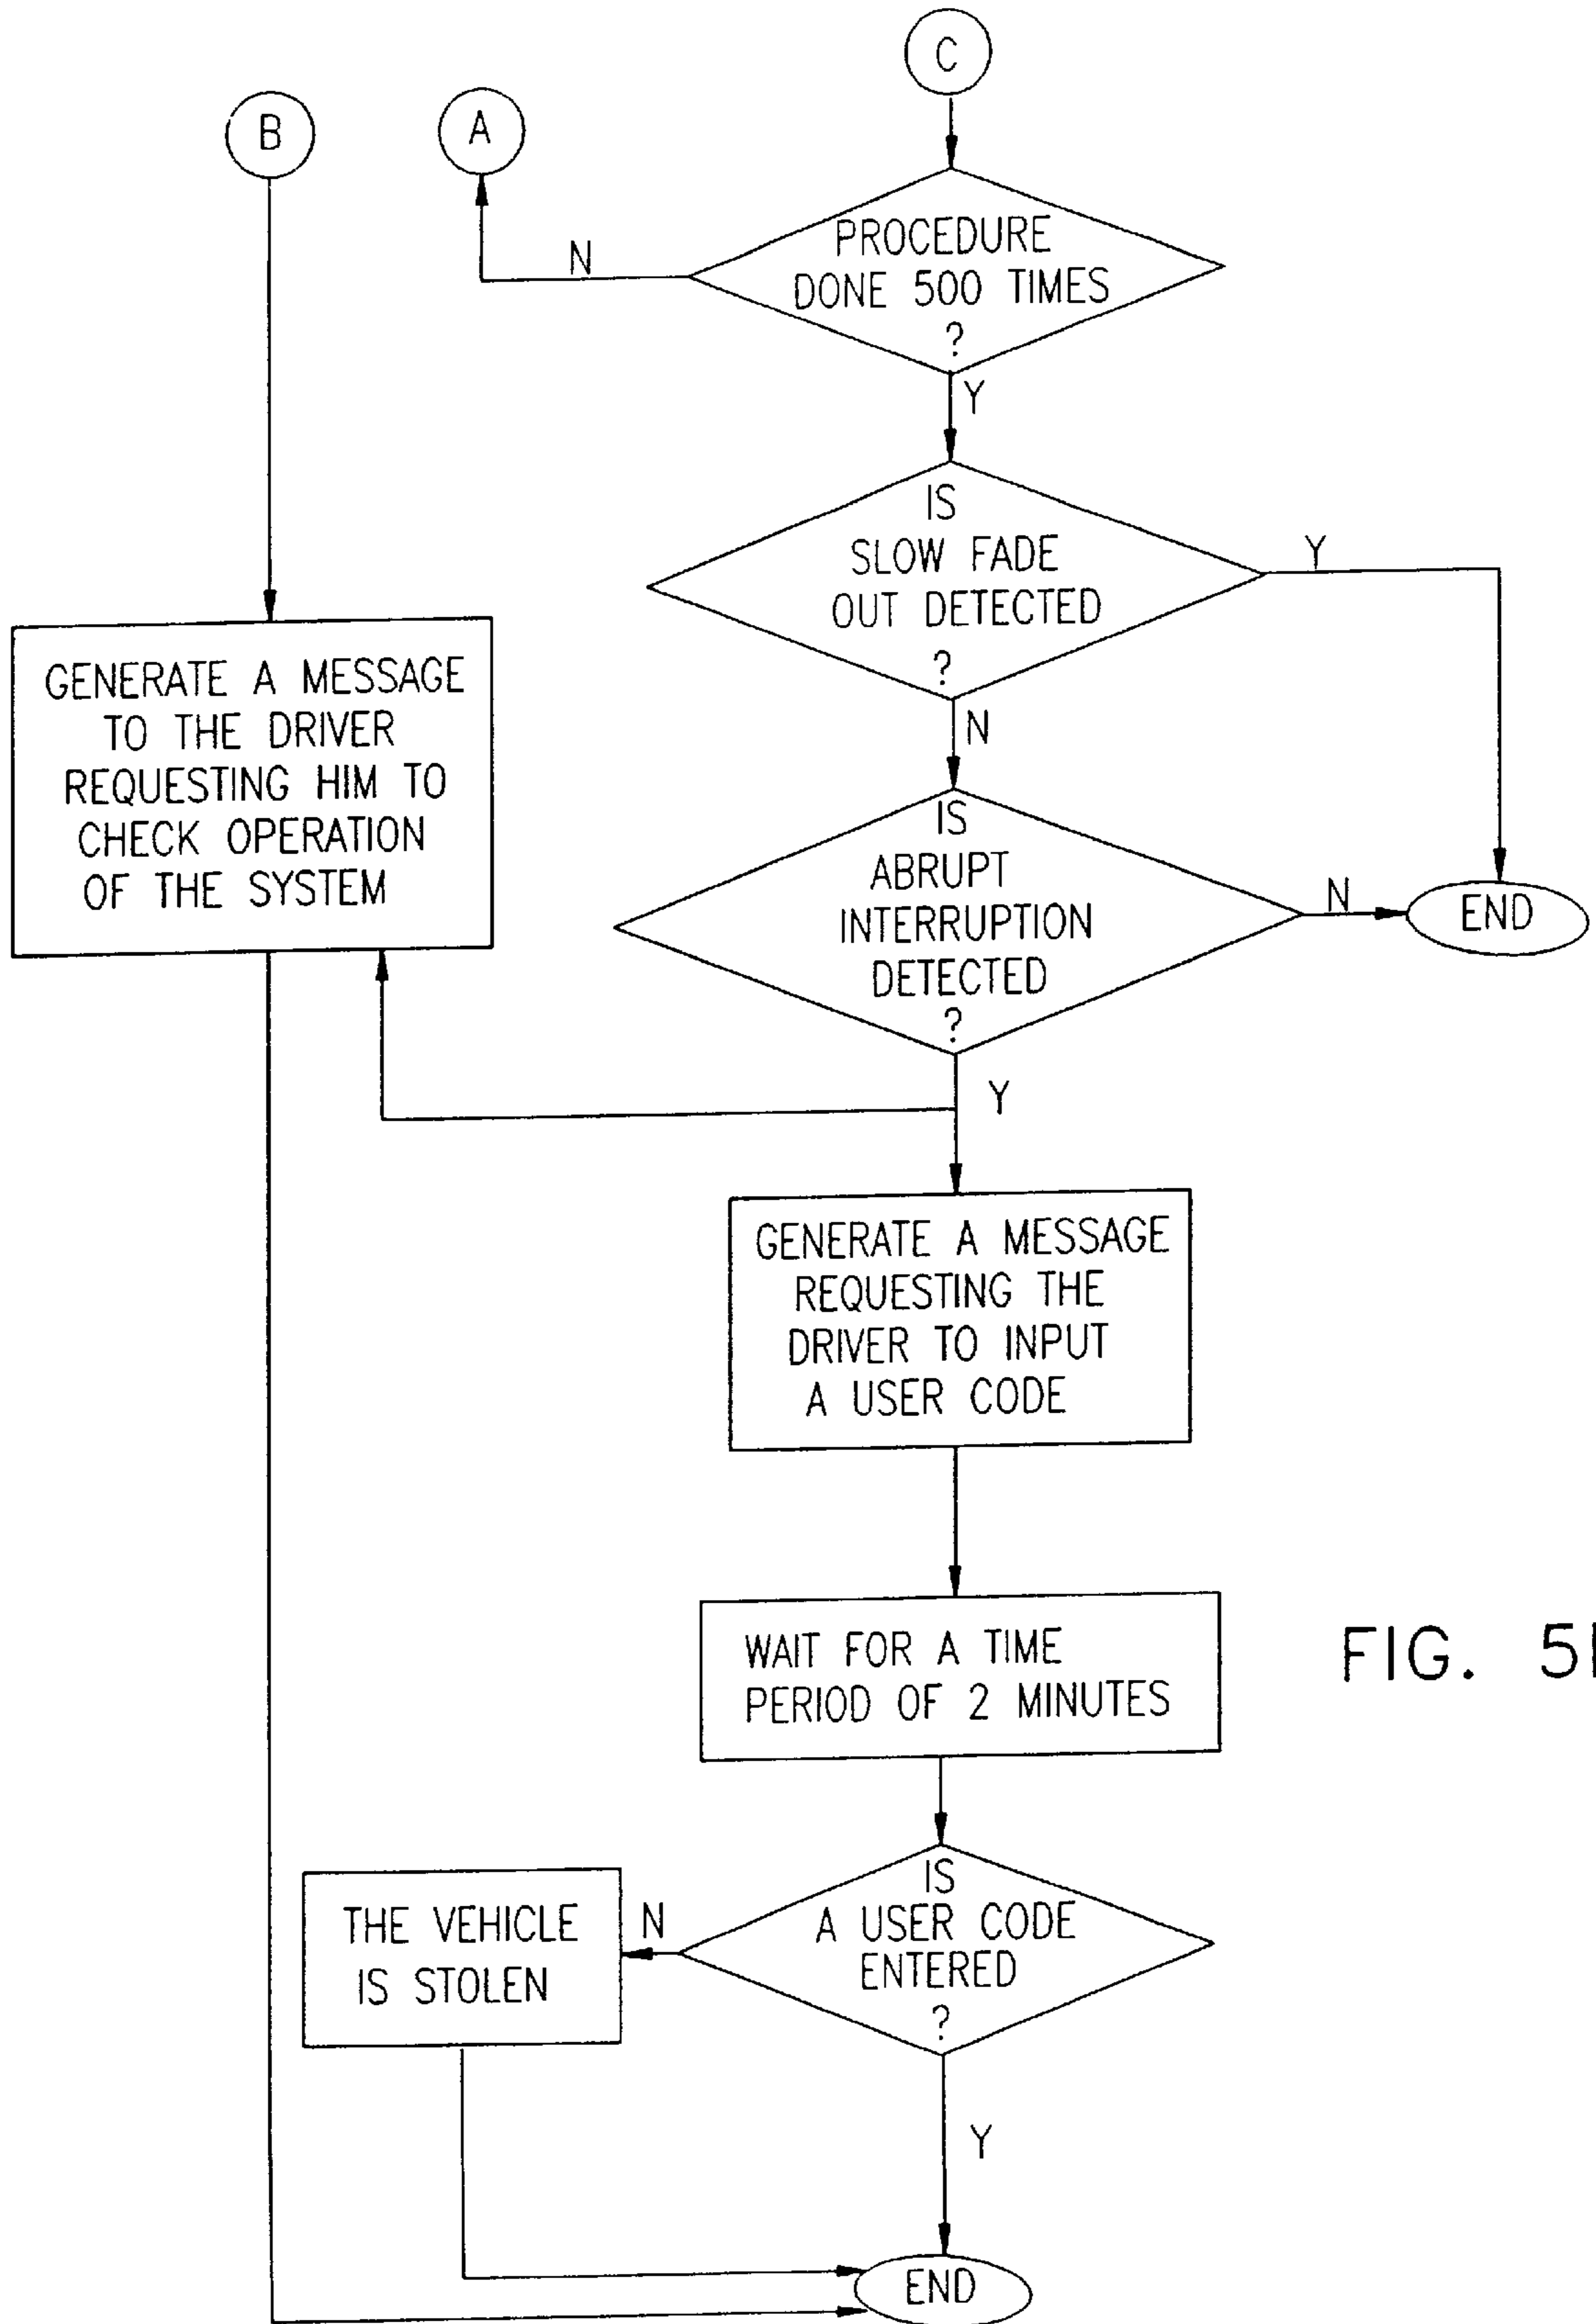 C
B
A
PROCEDURE
DONE 500 TIMES
?
N
Y
IS
SLOW FADE
OUT DETECTED
?
Y
N
GENERATE A MESSAGE
TO THE DRIVER
REQUESTING HIM TO
CHECK OPERATION
OF THE SYSTEM
IS
ABRUPT
INTERRUPTION
DETECTED
?
N
END
Y
GENERATE A MESSAGE
REQUESTING THE
DRIVER TO INPUT
A USER CODE
WAIT FOR A TIME
PERIOD OF 2 MINUTES
FIG. 5
IS
A USER CODE
ENTERED
?
N
THE VEHICLE
IS STOLEN
Y
END